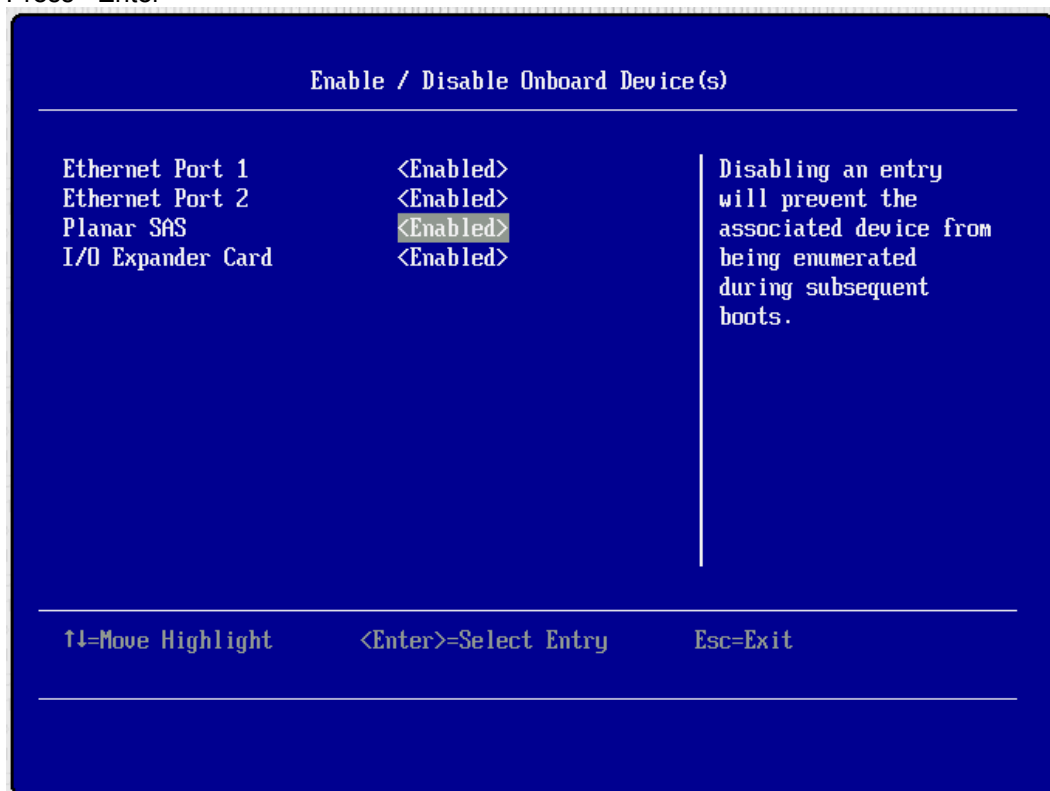 Enable / Disable Onboard Device(s)
Ethernet Port 1 <Enabled>
Ethernet Port 2 <Enabled>
Planar SAS <Enabled>
I/O Expander Card <Enabled>
Disabling an entry
will prevent the
associated device from
being enumerated
during subsequent
boots.
↑↓=Move Highlight <Enter>=Select Entry Esc=Exit